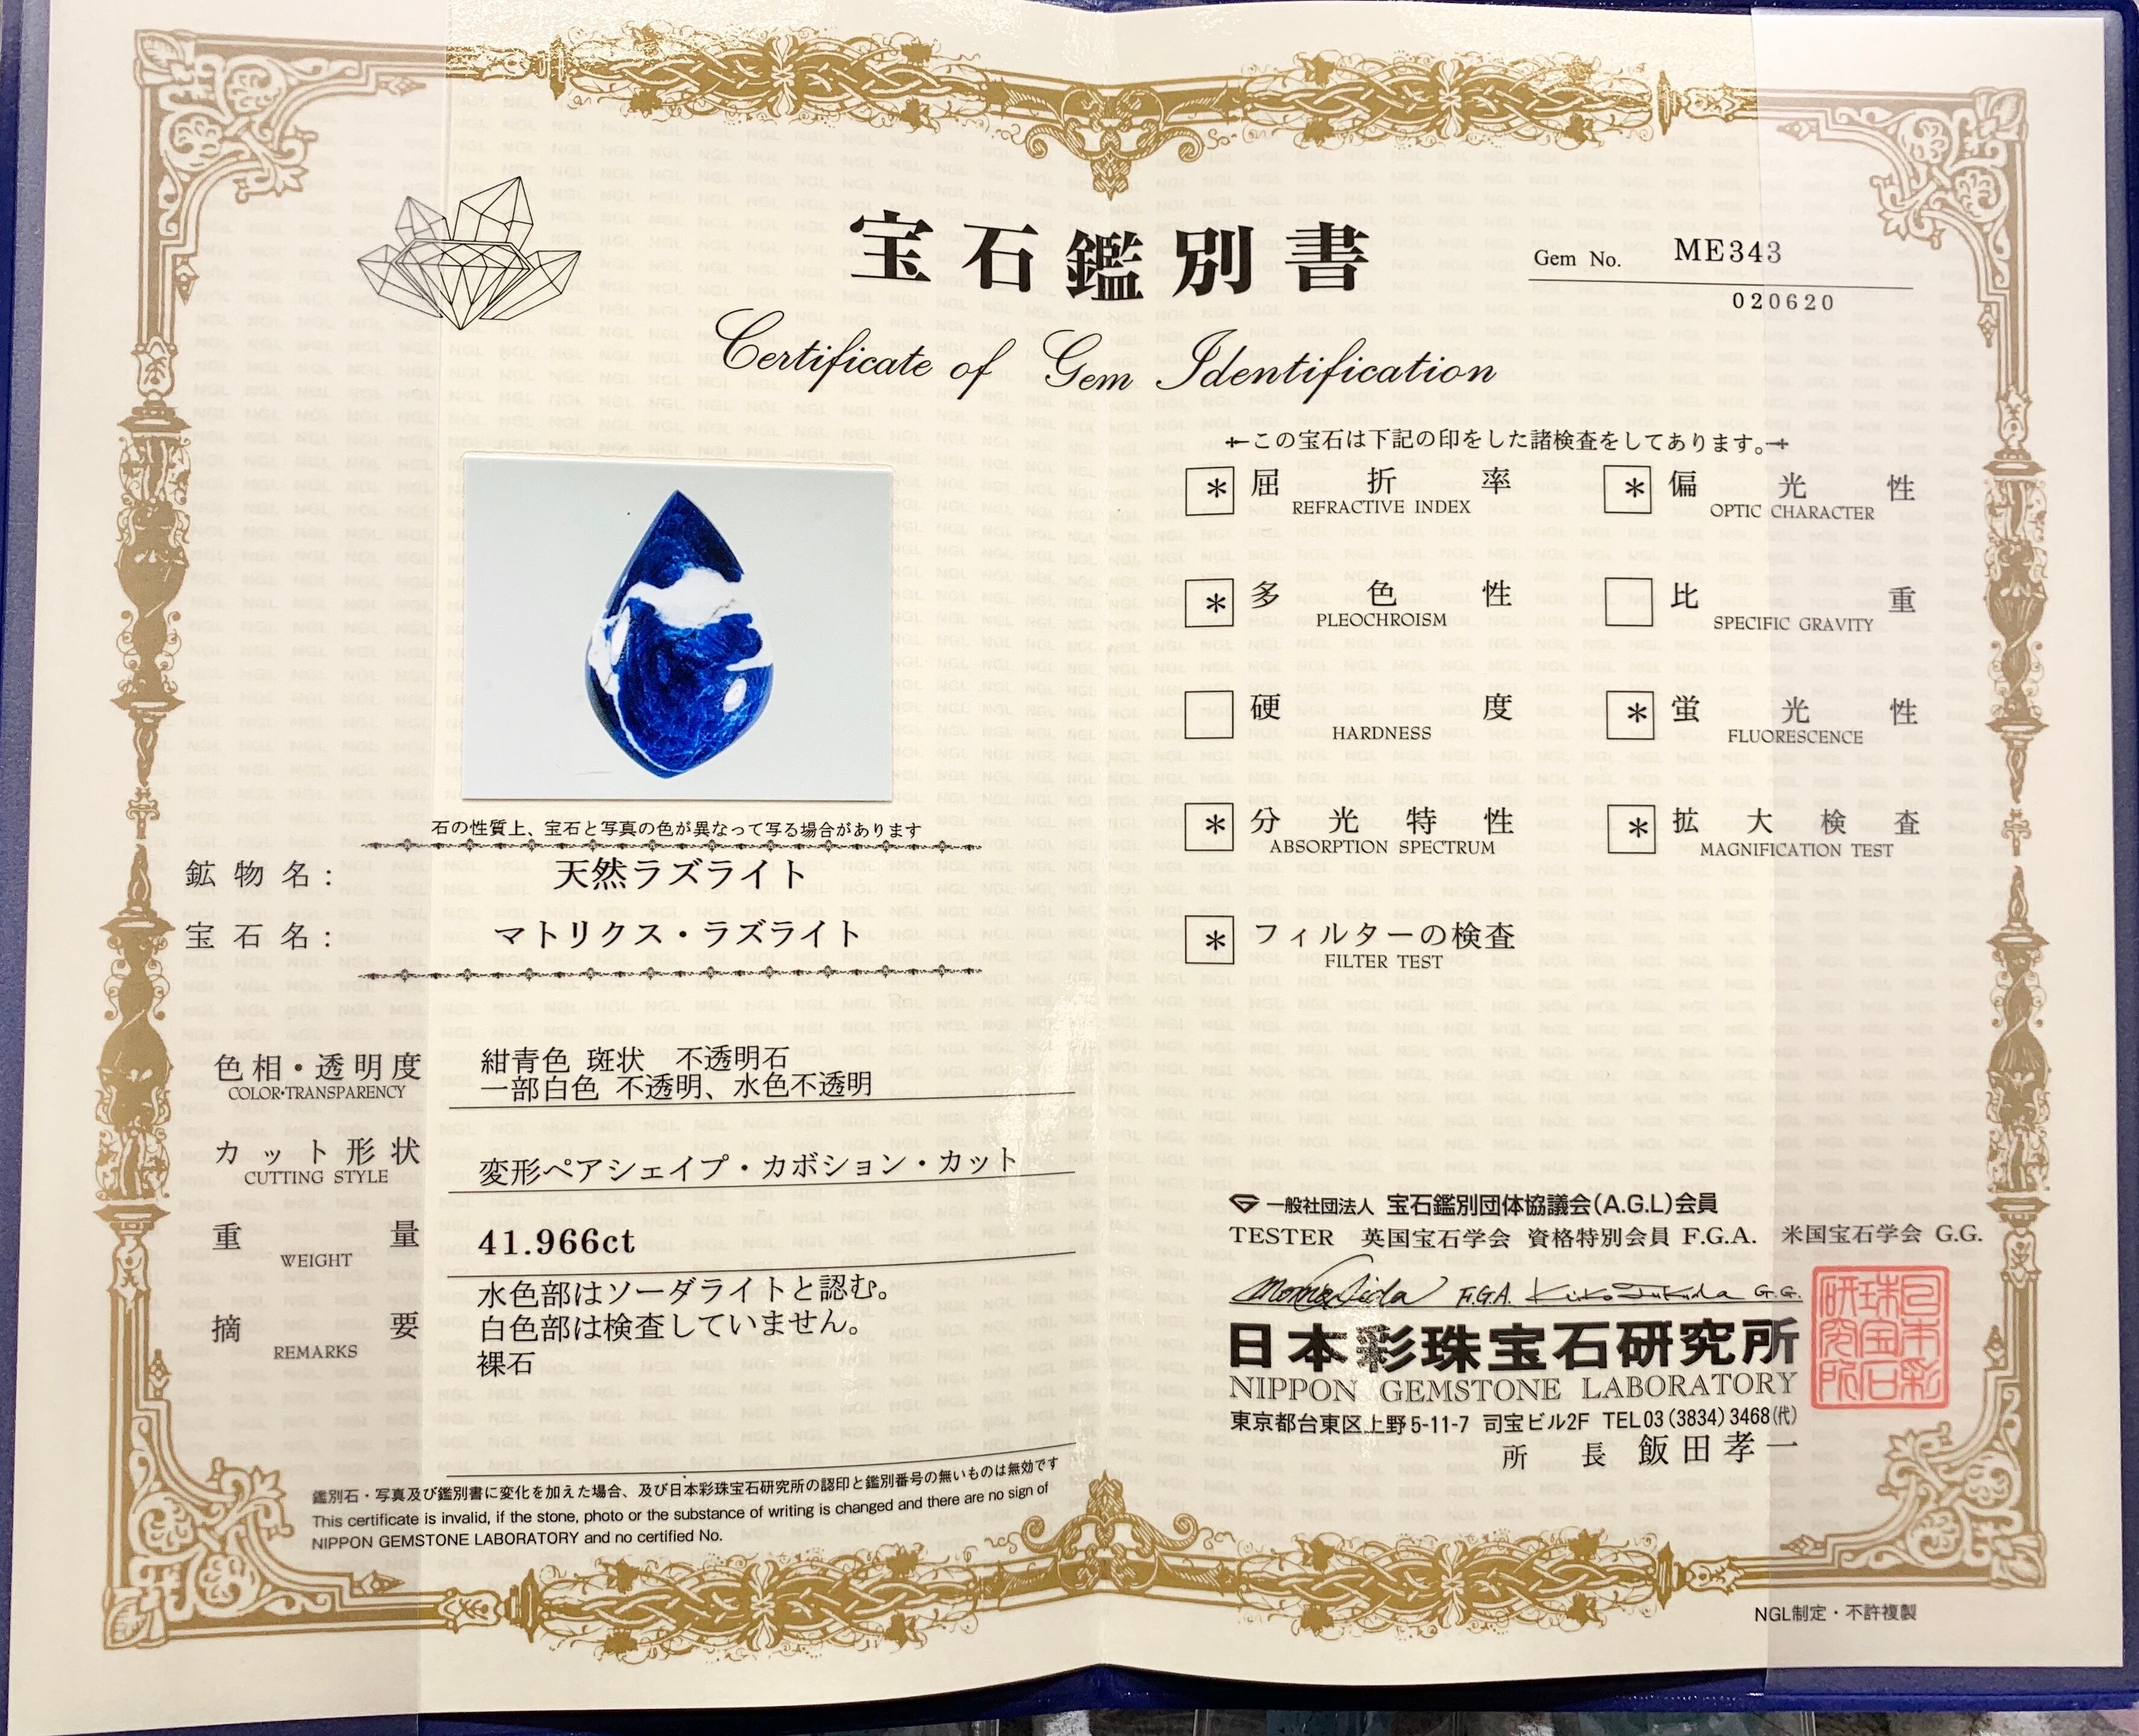 宝石鑑別書
Gem No. ME343
020620
Certificate of Gem Identification
石の性質上、宝石と写真の色が異なって写る場合があります
鉱物名: 天然ラズライト
宝石名: マトリクス・ラズライト
色相・透明度 紺青色 斑状 不透明石
COLOR・TRANSPARENCY 一部白色 不透明、水色不透明
カット形状 変形ペアシェイプ・カボション・カット
CUTTING STYLE
重量 41.966ct
WEIGHT
水色部はソーダライトと認む。
摘要 白色部は検査していません。
REMARKS 裸石
鑑別石・写真及び鑑別書に変化を加えた場合、及び日本彩珠宝石研究所の認印と鑑別番号の無いものは無効です
This certificate is invalid, if the stone, photo or the substance of writing is changed and there are no sign of
NIPPON GEMSTONE LABORATORY and no certified No.
この宝石は下記の印をした諸検査をしてあります。
* 屈折率 * 偏光性
REFRACTIVE INDEX OPTIC CHARACTER
* 多色性 比重
PLEOCHROISM SPECIFIC GRAVITY
硬度 * 蛍光性
HARDNESS FLUORESCENCE
* 分光特性 * 拡大検査
ABSORPTION SPECTRUM MAGNIFICATION TEST
* フィルターの検査
FILTER TEST
一般社団法人 宝石鑑別団体協議会(A.G.L)会員
TESTER 英国宝石学会 資格特別会員 F.G.A. 米国宝石学会 G.G.
F.G.A. G.G.
日本彩珠宝石研究所
NIPPON GEMSTONE LABORATORY
東京都台東区上野5-11-7 司宝ビル2F TEL03(3834)3468(代)
所長 飯田孝一
日本彩珠宝石研究所
NGL制定・不許複製